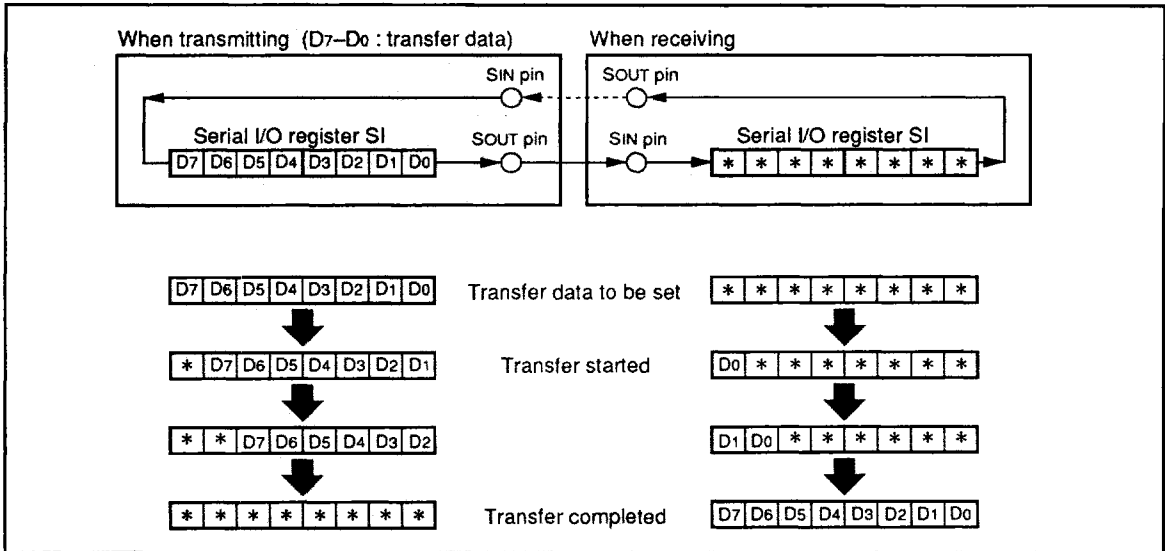 When transmitting (D7–D0 : transfer data)
When receiving
SIN pin
SOUT pin
Serial I/O register SI
SOUT pin
SIN pin
Serial I/O register SI
D7 D6 D5 D4 D3 D2 D1 D0
* * * * * * * *
D7 D6 D5 D4 D3 D2 D1 D0
Transfer data to be set
* * * * * * * *
* D7 D6 D5 D4 D3 D2 D1
Transfer started
D0 * * * * * * *
* * D7 D6 D5 D4 D3 D2
D1 D0 * * * * * *
* * * * * * * *
Transfer completed
D7 D6 D5 D4 D3 D2 D1 D0